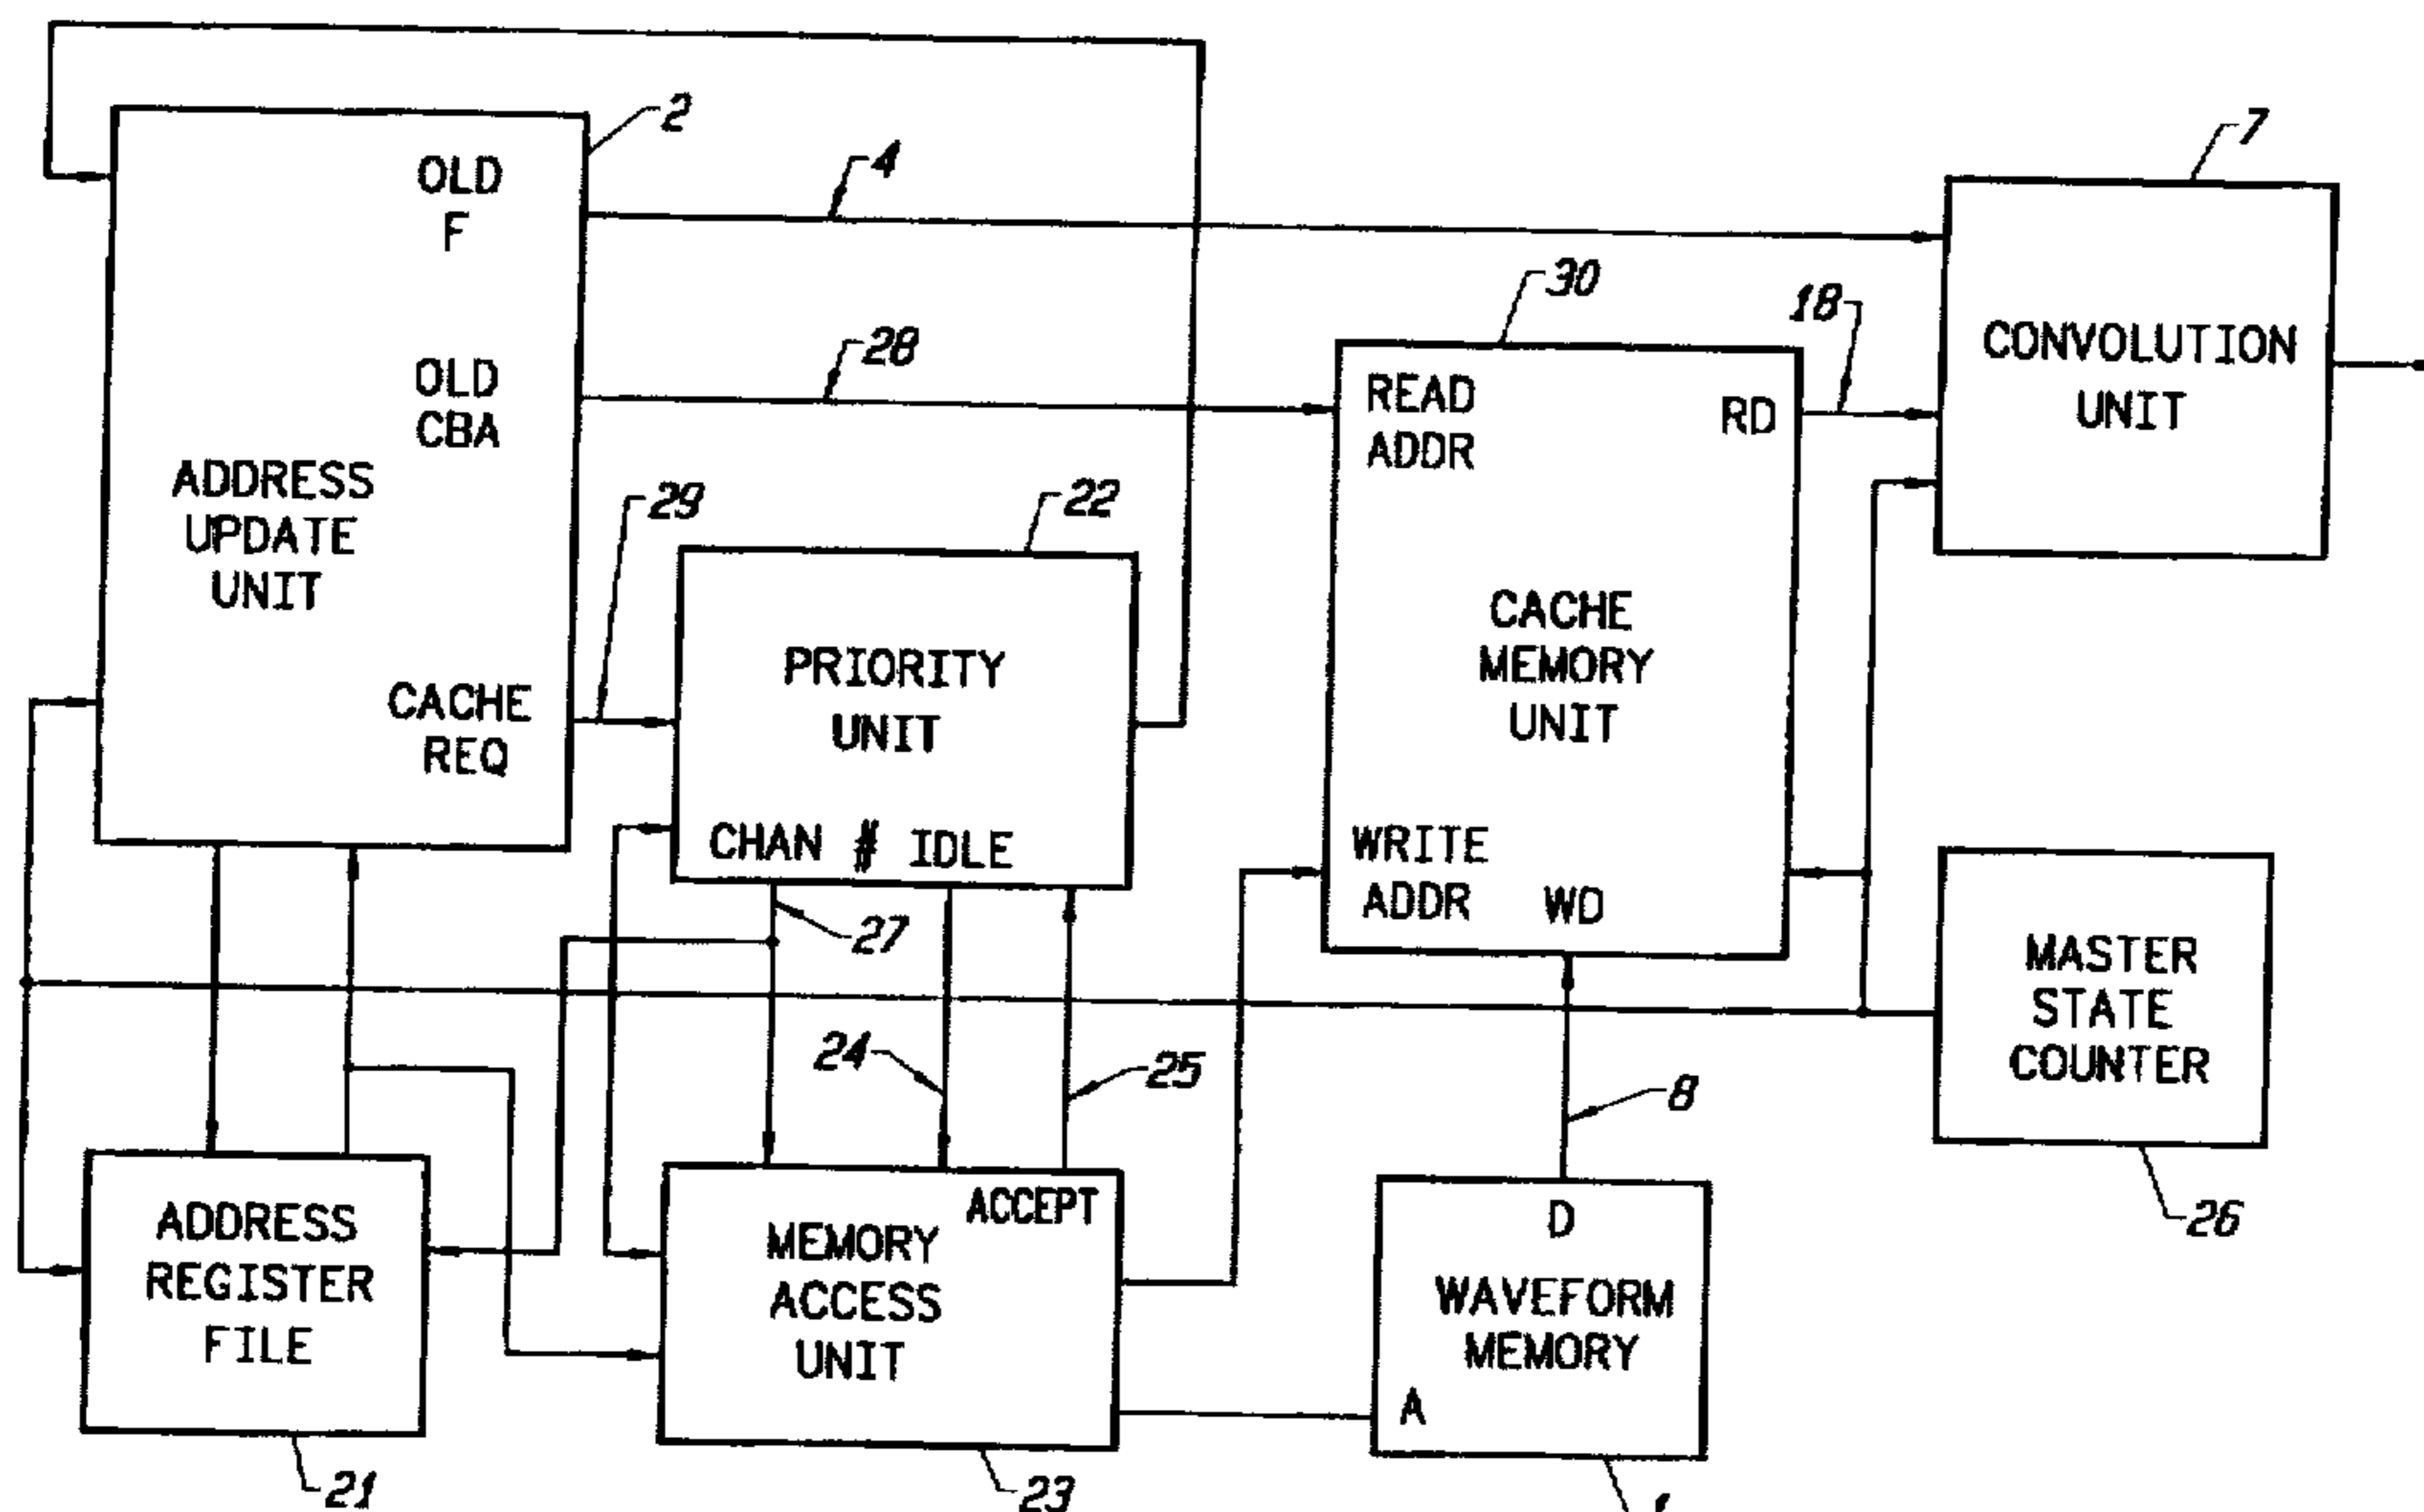 2
OLD
F
4
OLD
CBA
28
ADDRESS
UPDATE
UNIT
CACHE
REQ
29
22
PRIORITY
UNIT
CHAN # IDLE
27
24
25
30
READ
ADDR
RD
18
CACHE
MEMORY
UNIT
WRITE
ADDR
WD
7
CONVOLUTION
UNIT
MASTER
STATE
COUNTER
26
8
ADDRESS
REGISTER
FILE
21
ACCEPT
MEMORY
ACCESS
UNIT
23
D
WAVEFORM
MEMORY
A
1